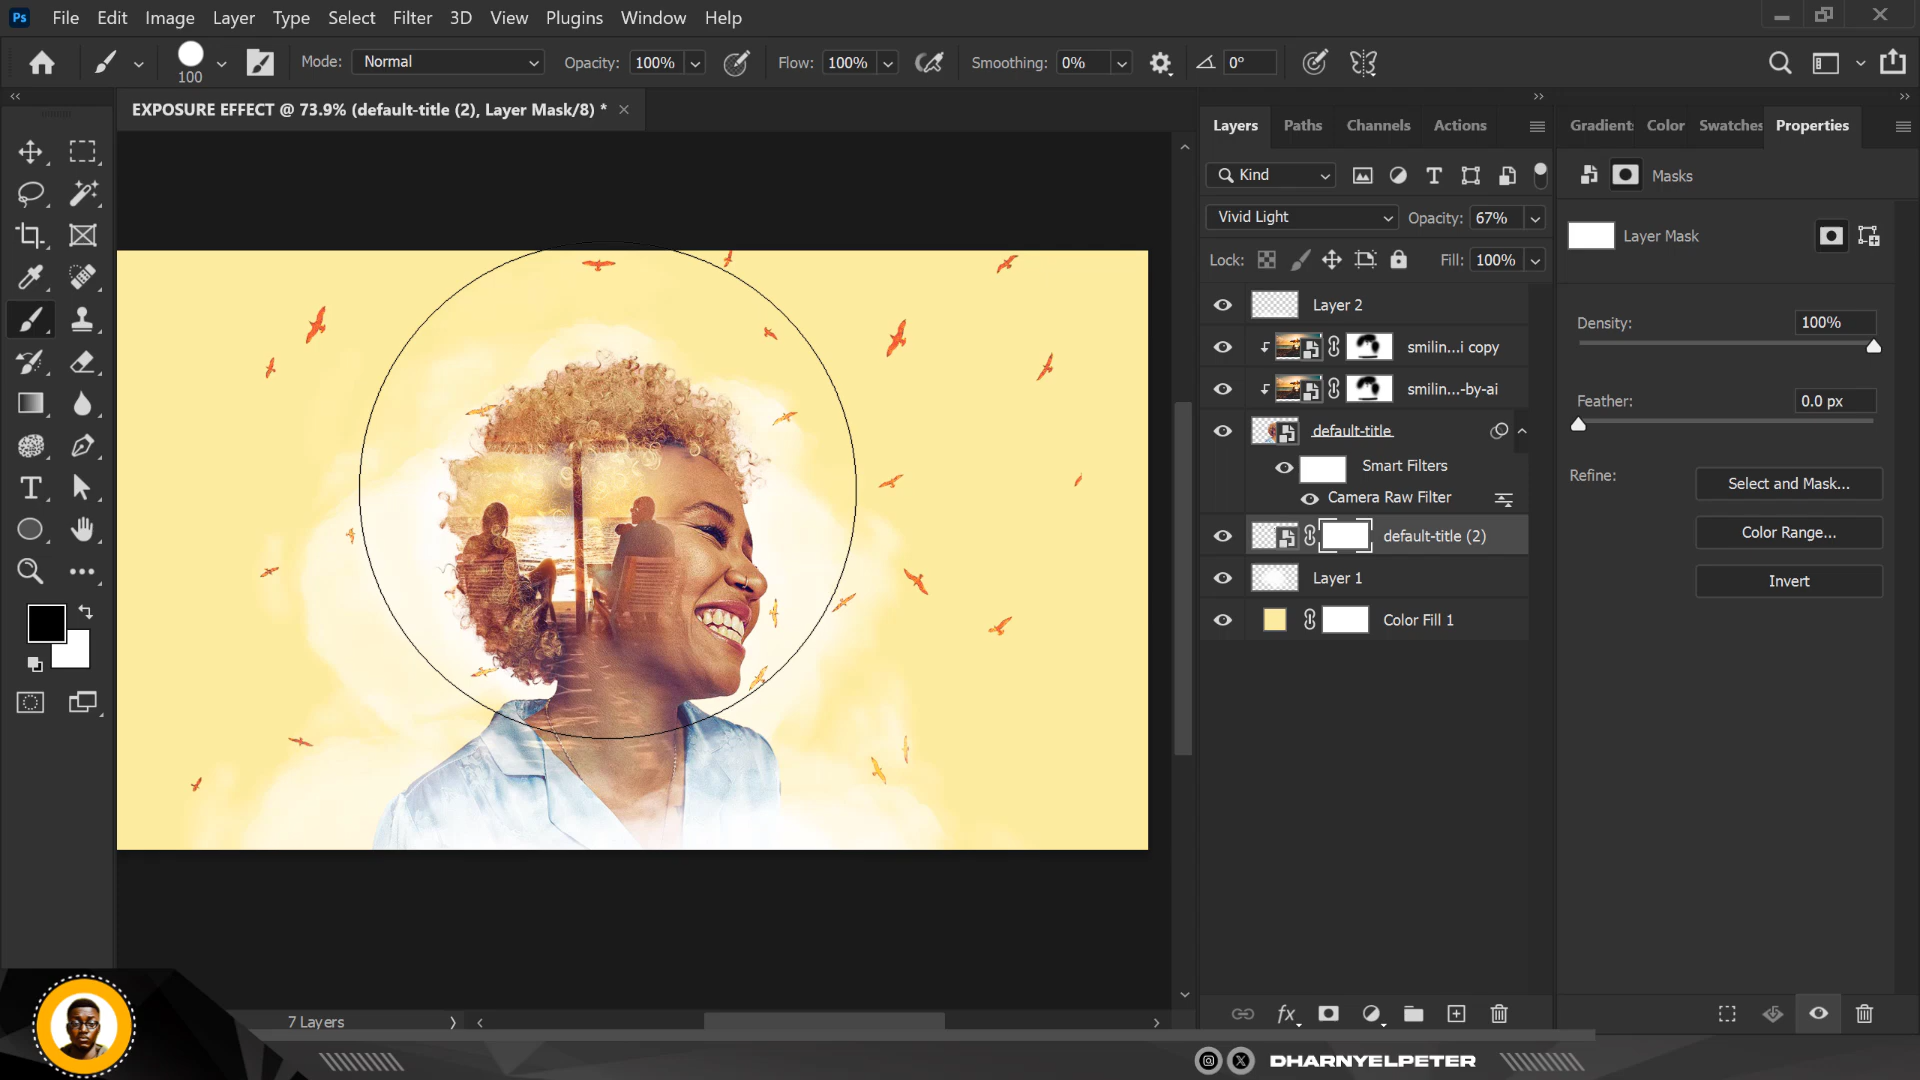 Ps File Edit Image Layer Type Select Filter 3D View Plugins Window Help
100 Mode: Normal Opacity: 100% Flow: 100% Smoothing: 0% 0°
EXPOSURE EFFECT @ 73.9% (default-title (2), Layer Mask/8) * ×
Layers Paths Channels Actions
Gradient Color Swatches Properties
Kind
Masks
Vivid Light Opacity: 67%
Layer Mask
Lock: Fill: 100%
Layer 2
Density: 100%
smilin...i copy
smilin...-by-ai
Feather: 0.0 px
default-title
Smart Filters
Refine: Select and Mask...
Camera Raw Filter
default-title (2)
Color Range...
Layer 1
Invert
Color Fill 1
T
fx
7 Layers
DHARNYELPETER